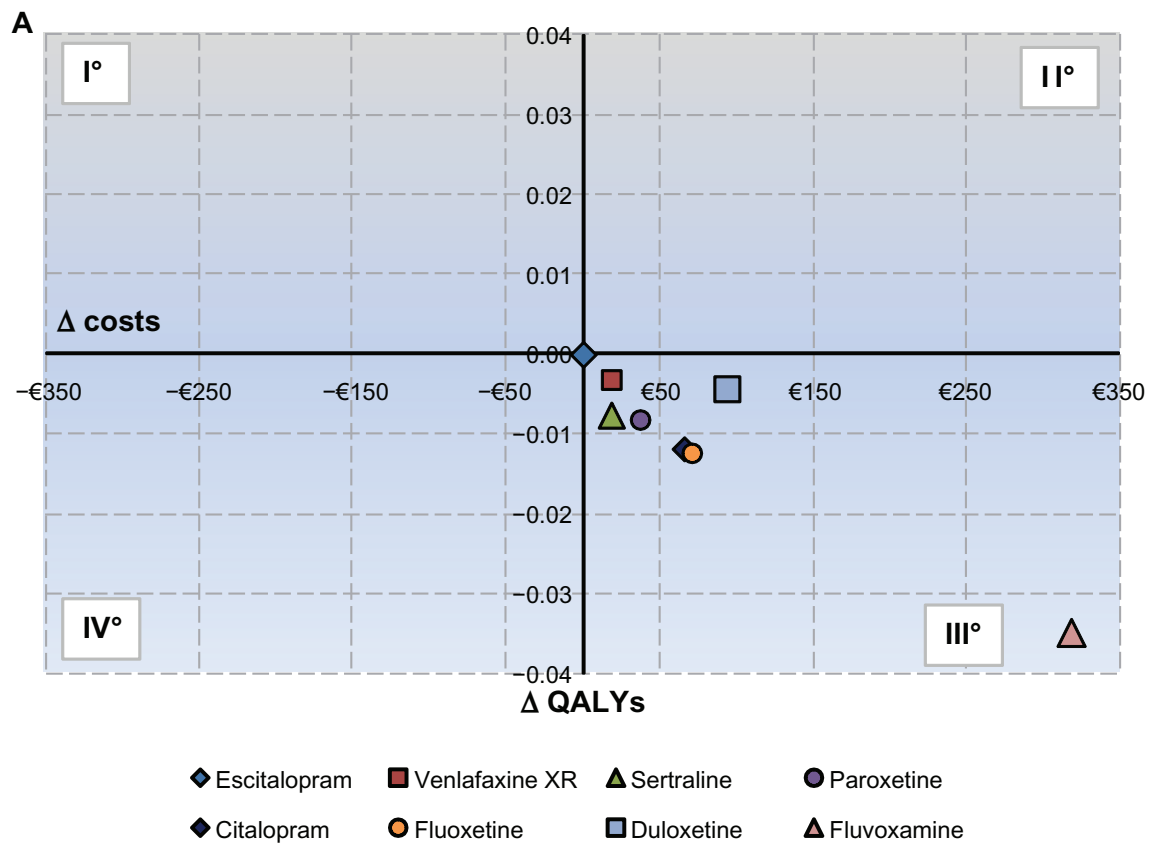 A
0.04
I°
I I°
0.03
0.02
0.01
Δ costs
0.00
−€350
−€250
−€150
−€50
€50
€150
€250
€350
−0.01
−0.02
−0.03
IV°
III°
−0.04
Δ QALYs
Escitalopram
Venlafaxine XR
Sertraline
Paroxetine
Citalopram
Fluoxetine
Duloxetine
Fluvoxamine